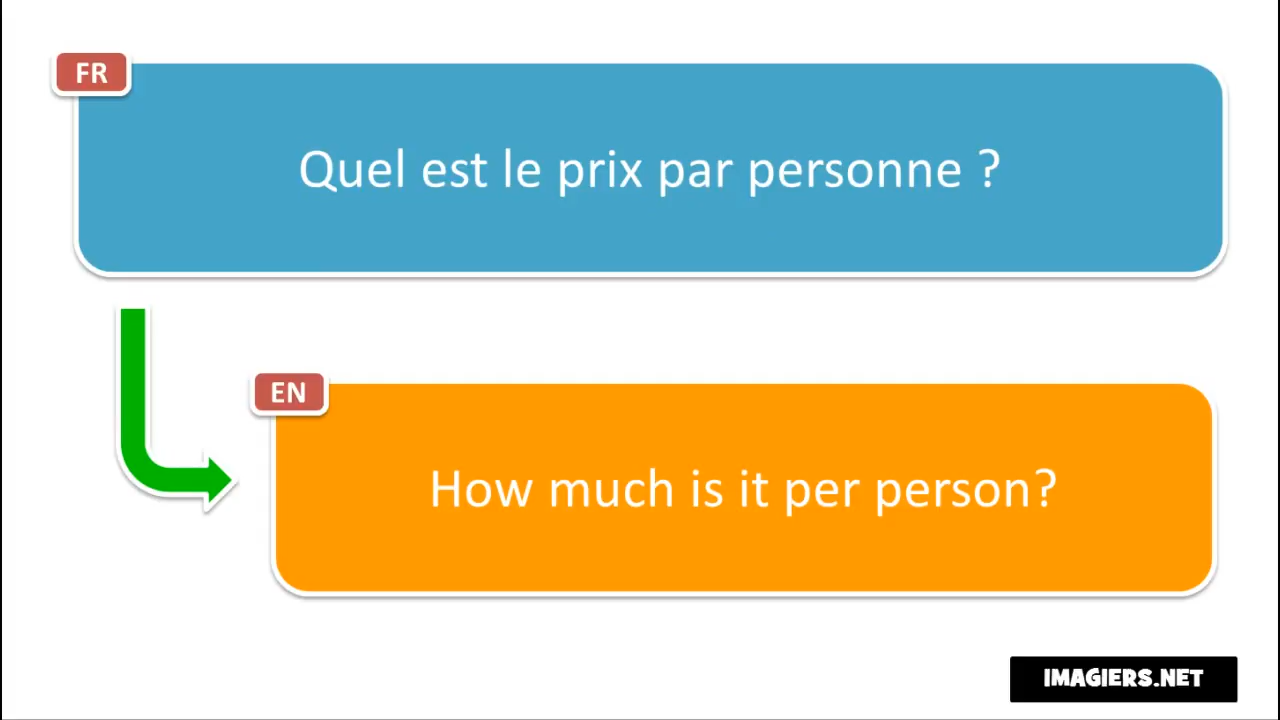 FR
Quel est le prix par personne ?
EN
How much is it per person?
IMAGIERS.NET